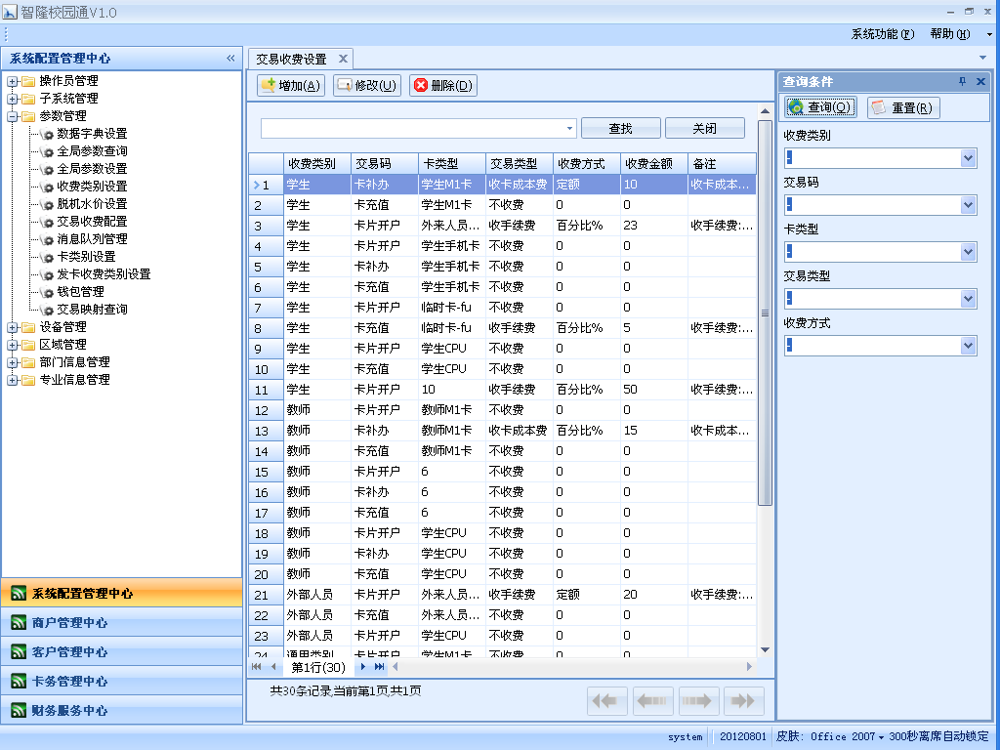 智隆校园通V1.0
系统功能(F) 帮助(H)
系统配置管理中心 «
操作员管理
子系统管理
参数管理
数据字典设置
全局参数查询
全局参数设置
收费类别设置
脱机水价设置
交易收费配置
消息队列管理
卡类别设置
发卡收费类别设置
钱包管理
交易映射查询
设备管理
区域管理
部门信息管理
专业信息管理
系统配置管理中心
商户管理中心
客户管理中心
卡务管理中心
财务服务中心
交易收费设置
增加(A) 修改(U) 删除(D)
查找 关闭
收费类别 交易码 卡类型 交易类型 收费方式 收费金额 备注
1 学生 卡补办 学生M1卡 收卡成本费 定额 10 收卡成本...
2 学生 卡充值 学生M1卡 不收费 0 0
3 学生 卡片开户 外来人员... 收手续费 百分比% 23 收手续费:...
4 学生 卡片开户 学生手机卡 不收费 0 0
5 学生 卡补办 学生手机卡 不收费 0 0
6 学生 卡充值 学生手机卡 不收费 0 0
7 学生 卡片开户 临时卡-fu 不收费 0 0
8 学生 卡充值 临时卡-fu 收手续费 百分比% 5 收手续费:...
9 学生 卡片开户 学生CPU 不收费 0 0
10 学生 卡充值 学生CPU 不收费 0 0
11 学生 卡片开户 10 收手续费 百分比% 50 收手续费:...
12 教师 卡片开户 教师M1卡 不收费 0 0
13 教师 卡补办 教师M1卡 收卡成本费 百分比% 15 收卡成本...
14 教师 卡充值 教师M1卡 不收费 0 0
15 教师 卡片开户 6 不收费 0 0
16 教师 卡补办 6 不收费 0 0
17 教师 卡充值 6 不收费 0 0
18 教师 卡片开户 学生CPU 不收费 0 0
19 教师 卡补办 学生CPU 不收费 0 0
20 教师 卡充值 学生CPU 不收费 0 0
21 外部人员 卡片开户 外来人员... 收手续费 定额 20 收手续费:...
22 外部人员 卡充值 外来人员... 不收费 0 0
23 外部人员 卡片开户 学生CPU 不收费 0 0
24 通用类别 卡片开户 学生M1卡 不收费 0 0
第1行(30)
共30条记录,当前第1页,共1页
查询条件
查询(Q) 重置(R)
收费类别
交易码
卡类型
交易类型
收费方式
system 20120801 皮肤: Office 2007 300秒离席自动锁定